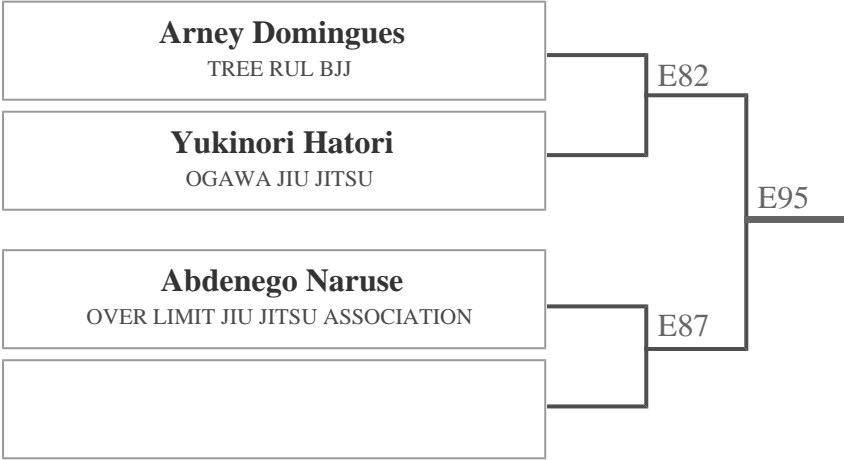 Arney Domingues
TREE RUL BJJ
E82
Yukinori Hatori
OGAWA JIU JITSU
E95
Abdenego Naruse
OVER LIMIT JIU JITSU ASSOCIATION
E87